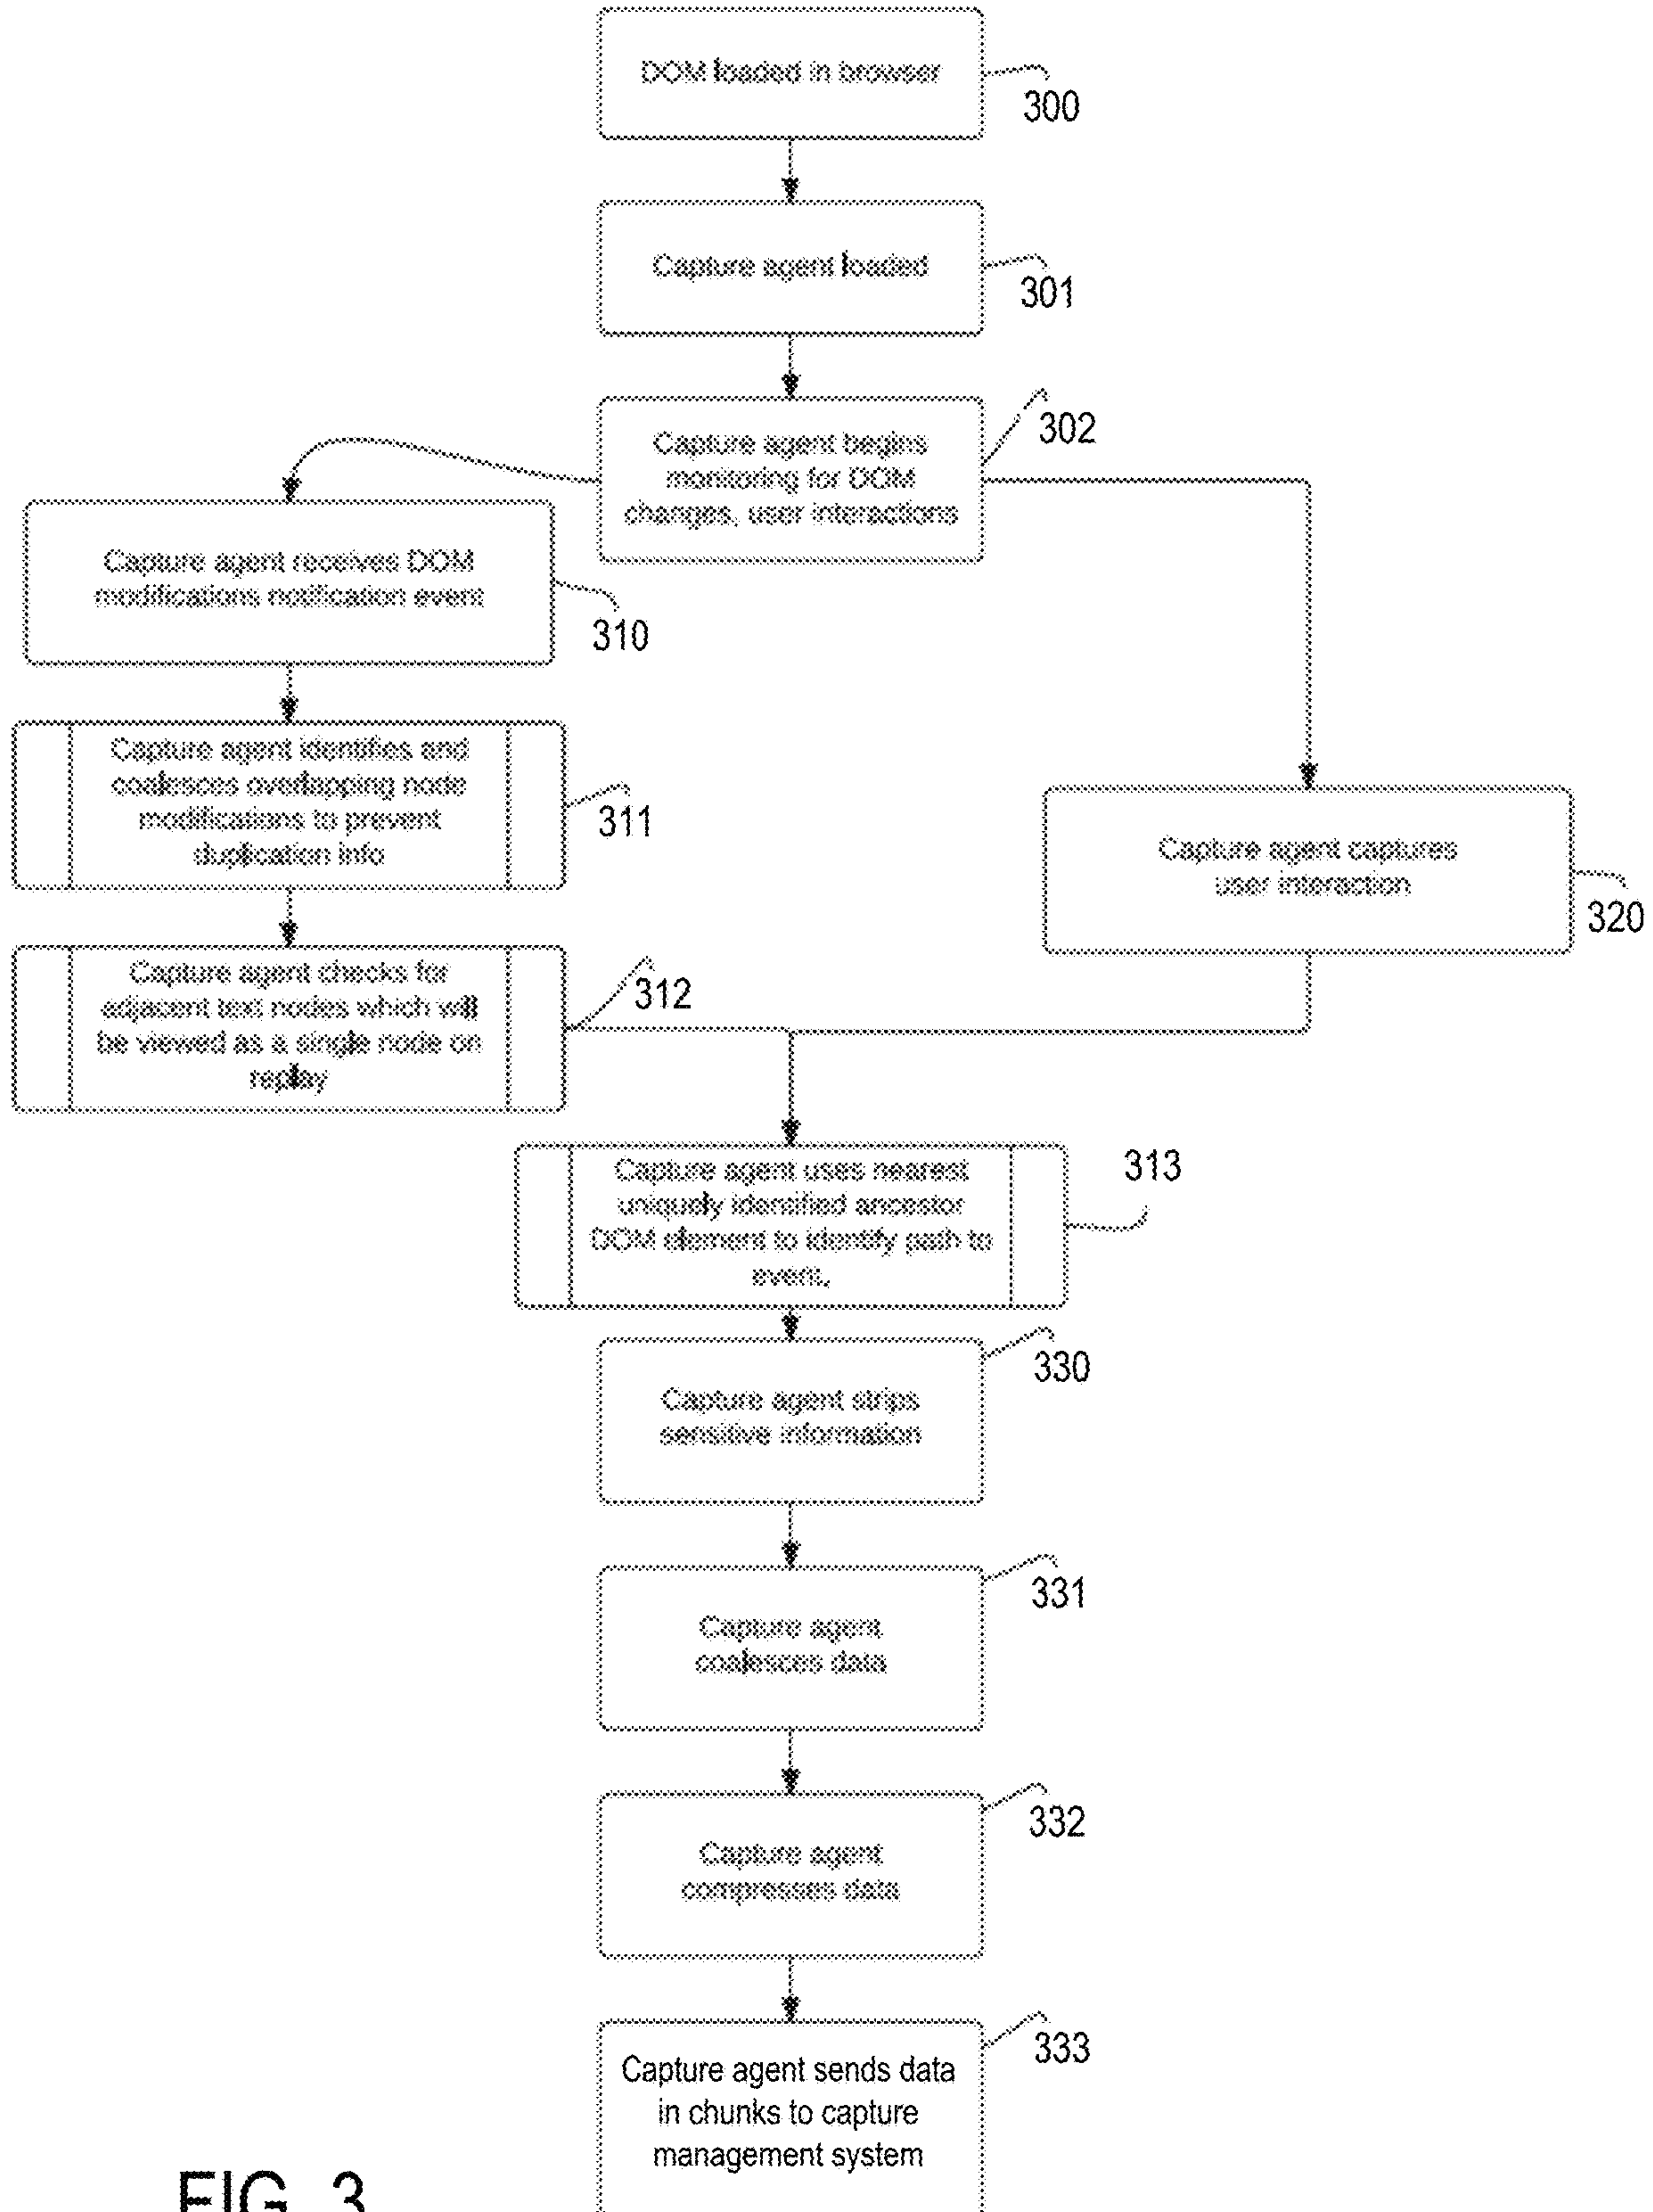 DOM loaded in browser
300
Capture agent loaded
301
Capture agent begins
monitoring for DOM
changes, user interactions
302
Capture agent receives DOM
modifications notification event
310
Capture agent identifies and
coalesces overlapping node
modifications to prevent
duplication info
311
Capture agent captures
user interaction
320
Capture agent checks for
adjacent text nodes which will
be viewed as a single node on
replay
312
Capture agent uses nearest
uniquely identified ancestor
DOM element to identify path to
event.
313
Capture agent strips
sensitive information
330
Capture agent
coalesces data
331
Capture agent
compresses data
332
Capture agent sends data
in chunks to capture
management system
333
FIG. 3